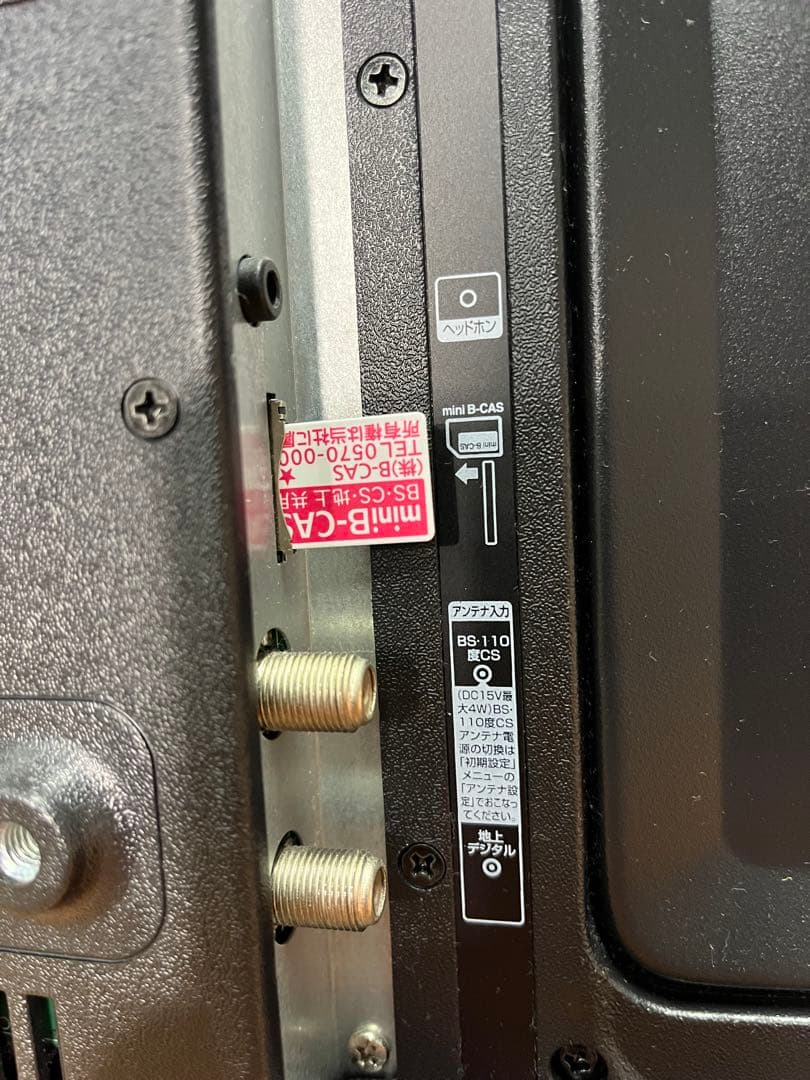 ヘッドホン
mini B-CAS
mini B-CAS
miniB-CAS
BS・CS・地上 共用
(株)B-CAS ★
TEL 0570-000
所有権は当社に
アンテナ入力
BS・110
度CS
(DC15V最
大4W)BS・
110度CS
アンテナ電
源の切換は
「初期設定」
メニューの
「アンテナ設
定」でおこなっ
てください。
地上
デジタル